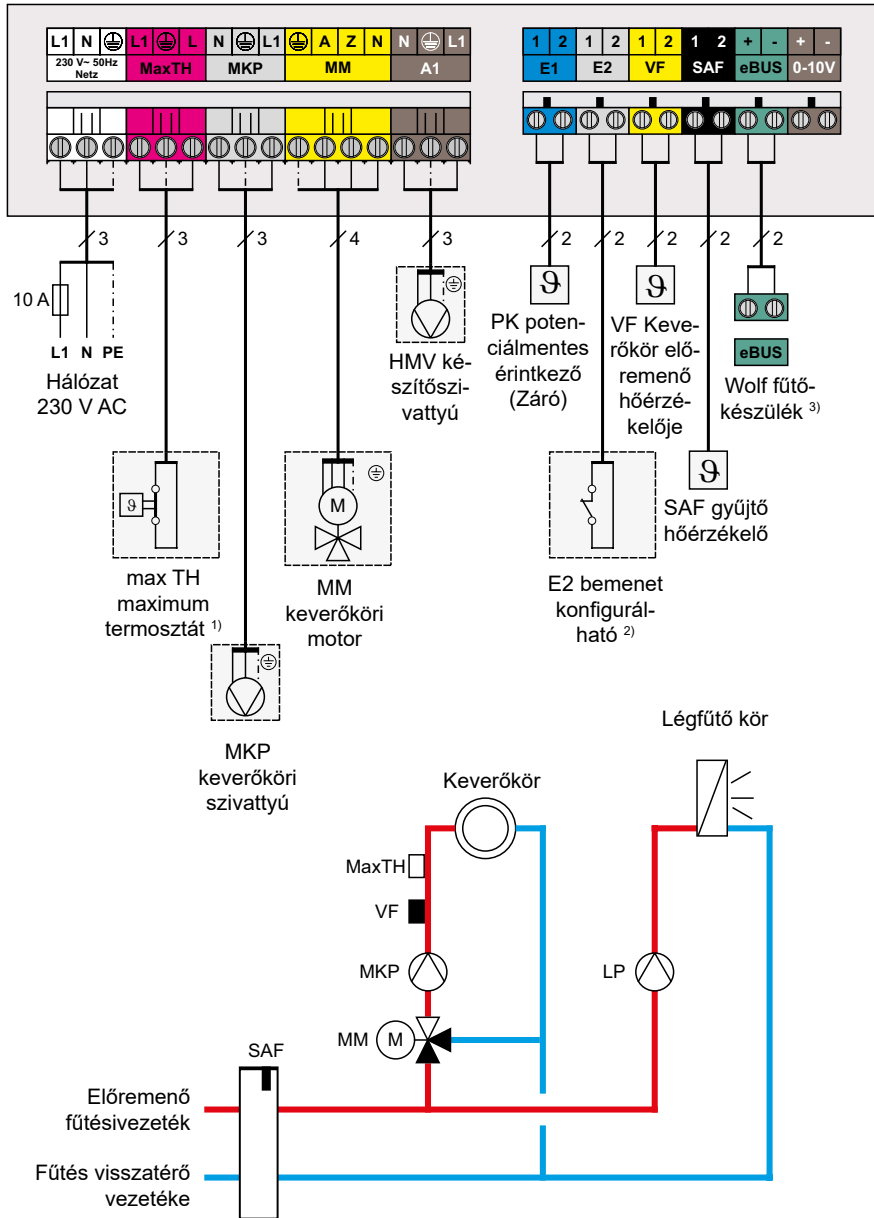 L1 N L1 L N L1 A Z N N L1
230 V~ 50Hz
Netz
MaxTH MKP MM A1
1 2 1 2 1 2 1 2 + - + -
E1 E2 VF SAF eBUS 0-10V
3 3 3 4 3 2 2 2 2 2
10 A
L1 N PE
Hálózat
230 V AC
HMV ké-
szítőszi-
vattyú
PK poten-
ciálmentes
érintkező
(Záró)
VF Keve-
rőkör elő-
remenő
hőérzé-
kelője
eBUS
Wolf fűtő-
készülék 3)
max TH
maximum
termosztát 1)
M
MM
keverőköri
motor
E2 bemenet
konfigurál-
ható 2)
SAF gyűjtő
hőérzékelő
MKP
keverőköri
szivattyú
ϑ
ϑ
ϑ
ϑ
Légfűtő kör
Keverőkör
MaxTH
VF
MKP
LP
MM M
SAF
Előremenő
fűtésivezeték
Fűtés visszatérő
vezetéke